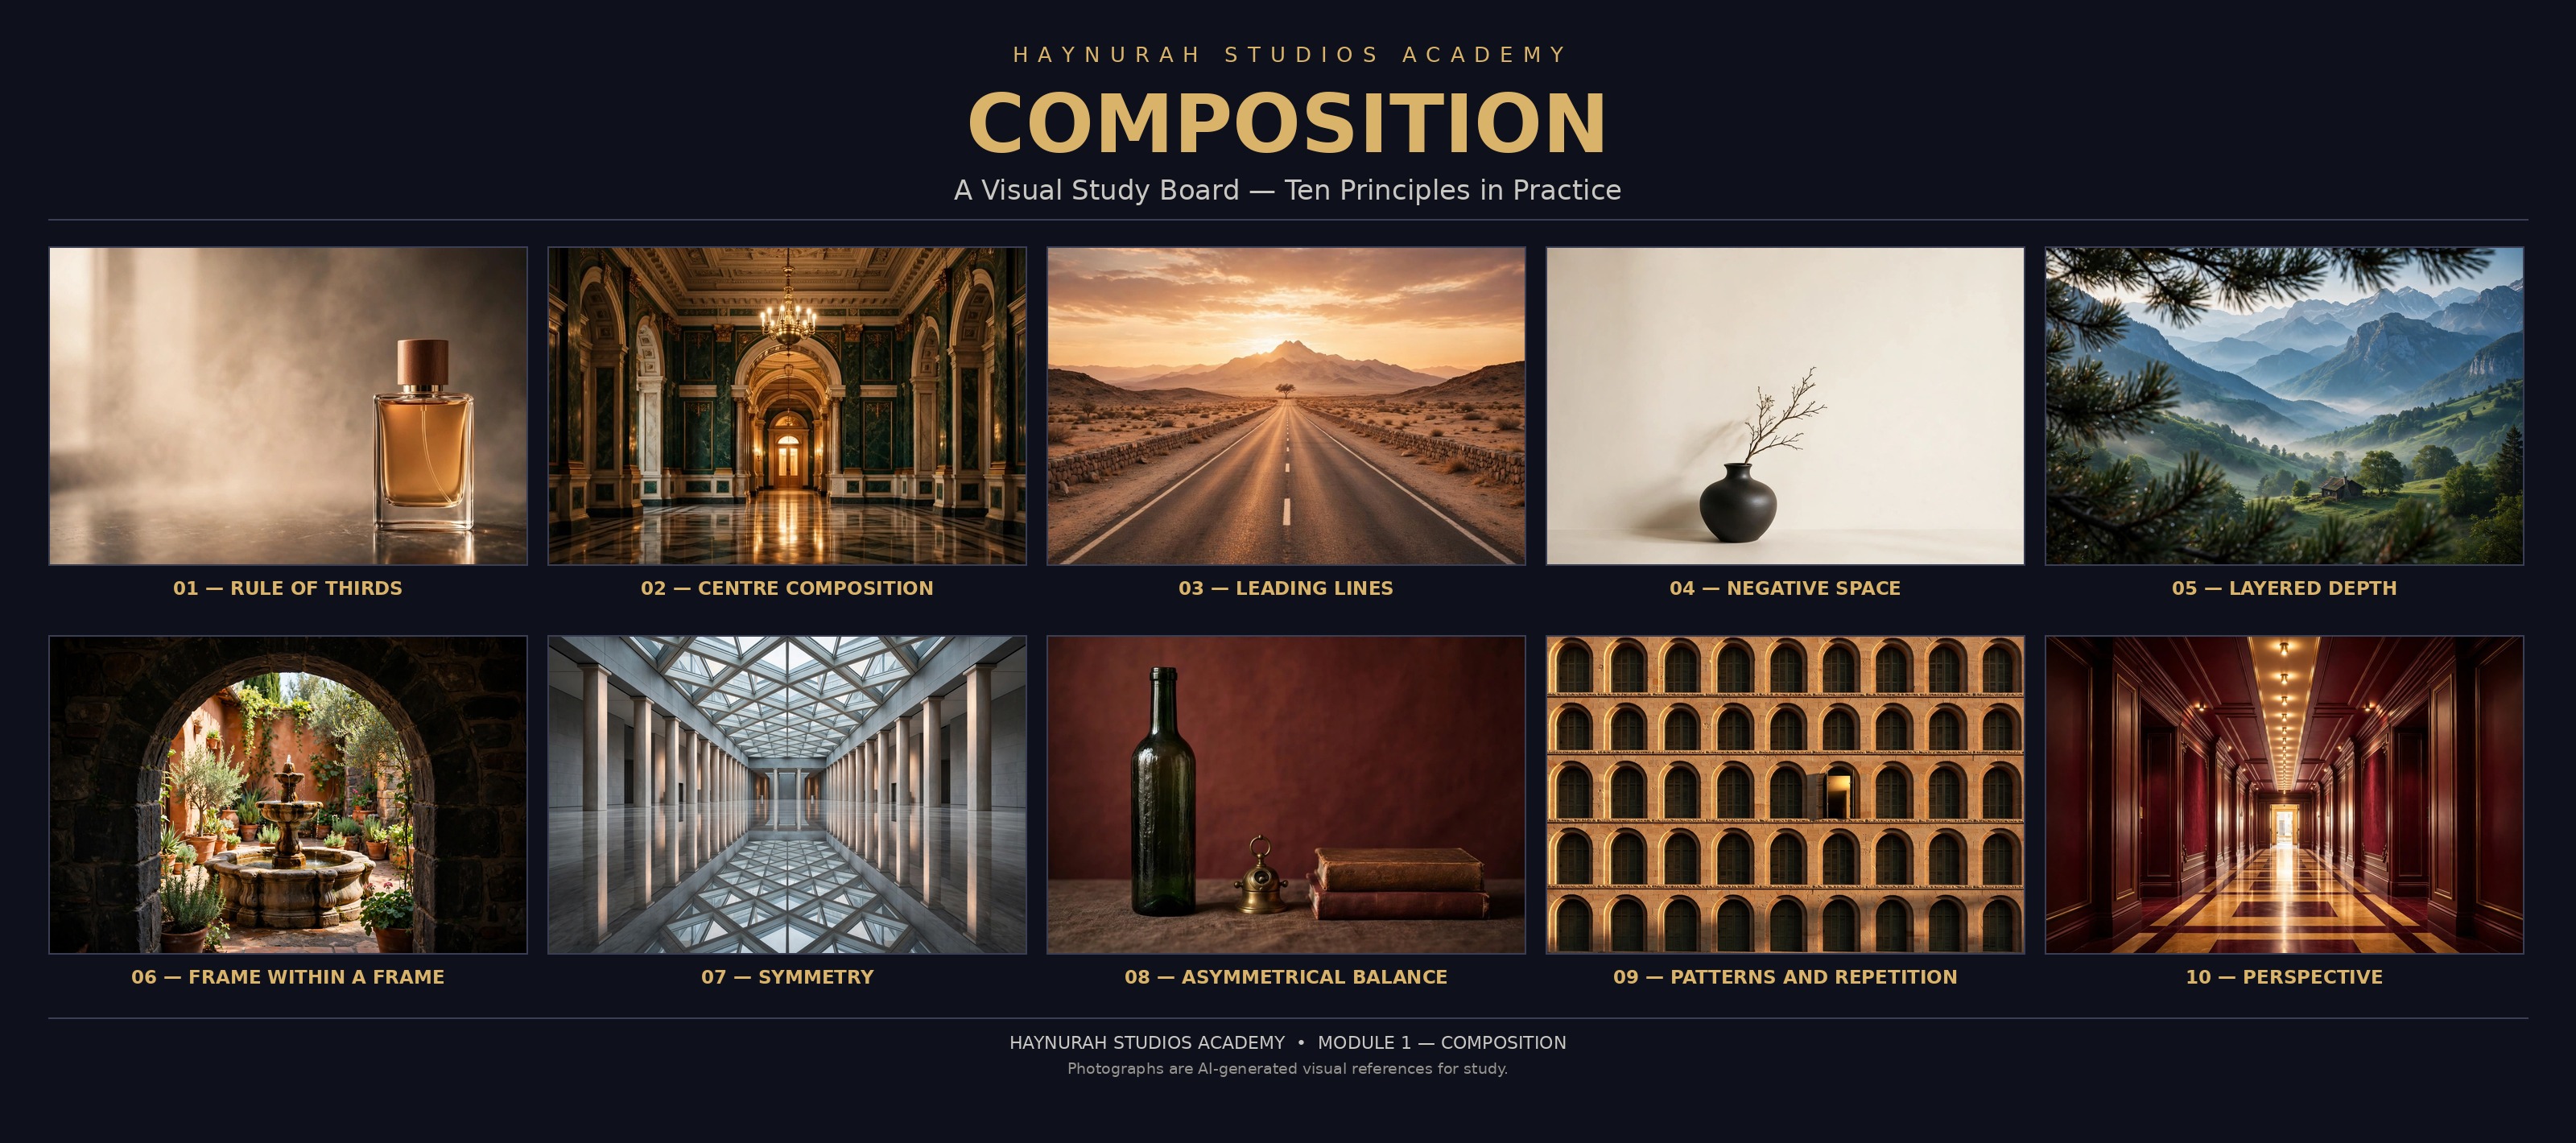 HAYNURAH STUDIOS ACADEMY
COMPOSITION
A Visual Study Board — Ten Principles in Practice
01 — RULE OF THIRDS
02 — CENTRE COMPOSITION
03 — LEADING LINES
04 — NEGATIVE SPACE
05 — LAYERED DEPTH
06 — FRAME WITHIN A FRAME
07 — SYMMETRY
08 — ASYMMETRICAL BALANCE
09 — PATTERNS AND REPETITION
10 — PERSPECTIVE
HAYNURAH STUDIOS ACADEMY • MODULE 1 — COMPOSITION
Photographs are AI-generated visual references for study.